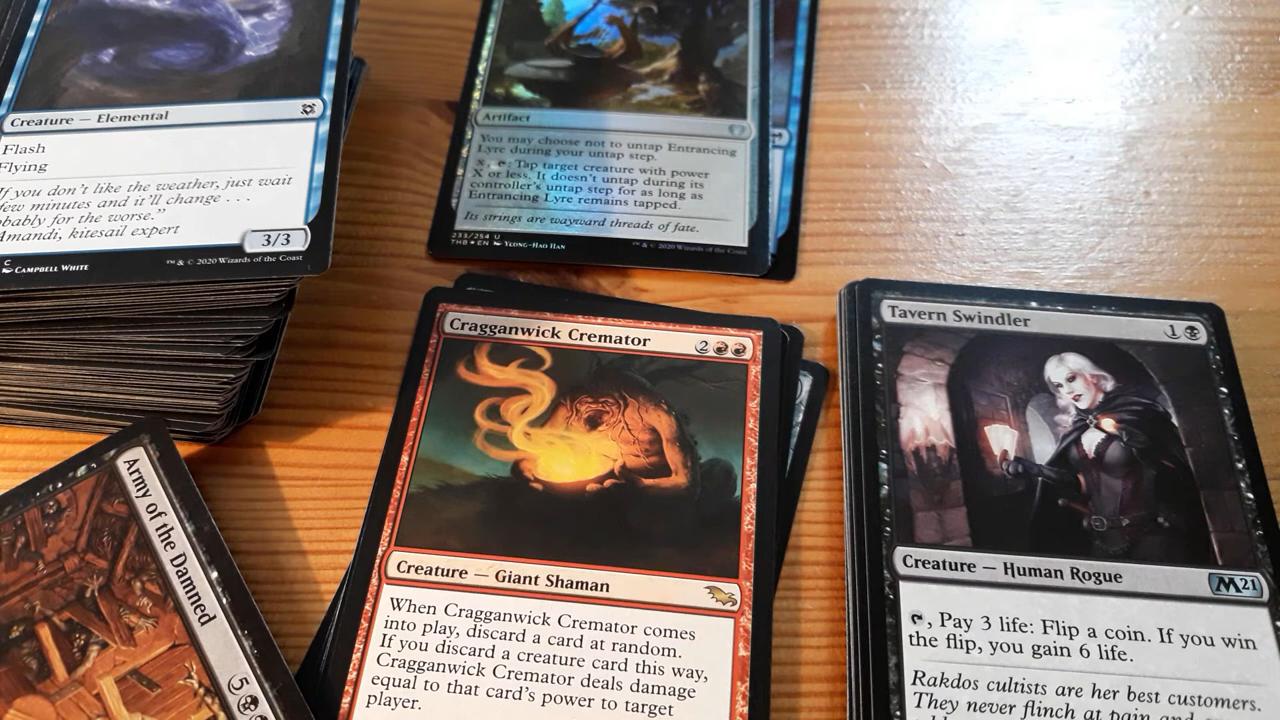 Creature — Elemental
Flash
Flying
If you don't like the weather, just wait
few minutes and it'll change . . .
obably for the worse."
Amandi, kitesail expert
3/3
C
CAMPBELL WHITE
™ & © 2020 Wizards of the Coast
Artifact
You may choose not to untap Entrancing
Lyre during your untap step.
X, : Tap target creature with power
X or less. It doesn't untap during its
controller's untap step for as long as
Entrancing Lyre remains tapped.
Its strings are wayward threads of fate.
233/254 U
THB ★ EN YEONG-HAO HAN
™ & © 2020 Wizards of the Coast
Cragganwick Cremator
2
Creature — Giant Shaman
When Cragganwick Cremator comes
into play, discard a card at random.
If you discard a creature card this way,
Cragganwick Cremator deals damage
equal to that card's power to target
player.
Tavern Swindler
1
Creature — Human Rogue
M21
, Pay 3 life: Flip a coin. If you win
the flip, you gain 6 life.
Rakdos cultists are her best customers.
They never flinch at pain and
Army of the Damned
5